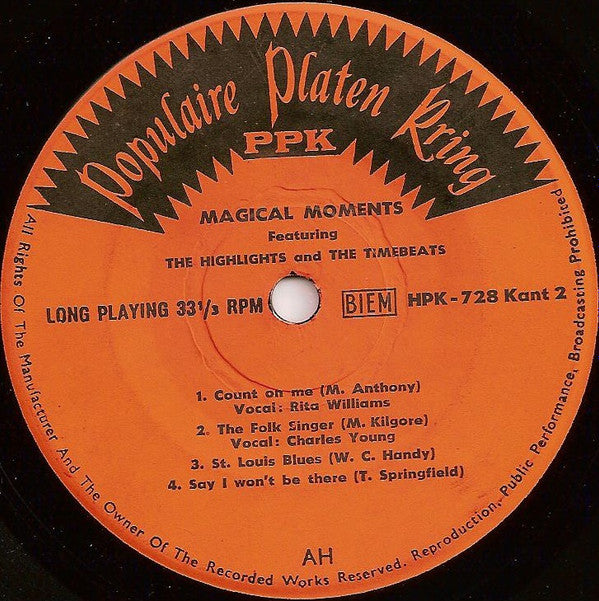 Populaire Platen Kring
PPK
MAGICAL MOMENTS
Featuring
THE HIGHLIGHTS and THE TIMEBEATS
LONG PLAYING 33⅓ RPM
BIEM
HPK-728 Kant 2
1. Count on me (M. Anthony)
Vocal: Rita Williams
2. The Folk Singer (M. Kilgore)
Vocal: Charles Young
3. St. Louis Blues (W. C. Handy)
4. Say I won't be there (T. Springfield)
AH
All Rights Of The Manufacturer And The Owner Of The Recorded Works Reserved. Reproduction, Public Performance, Broadcasting Prohibited